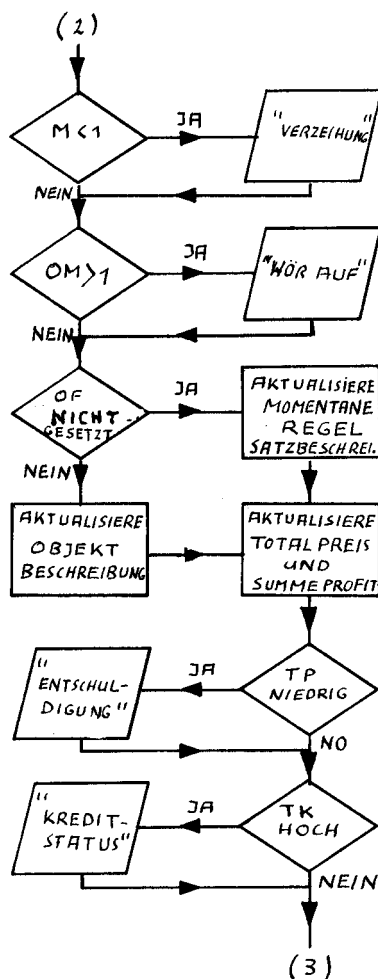 (2)
M<1
JA
"VERZEIHUNG"
NEIN
OM>1
JA
"WÖR AUF"
NEIN
OF
NICHT-
GESETZT
JA
AKTUALISIERE
MOMENTANE
REGEL
SATZBESCHREI.
NEIN
AKTUALISIERE
OBJEKT
BESCHREIBUNG
AKTUALISIERE
TOTAL PREIS
UND
SUMME PROFIT
TP
NIEDRIG
JA
"
ENTSCHUL-
DIGUNG"
NO
TK
HOCH
JA
"
KREDIT-
STATUS"
NEIN
(3)